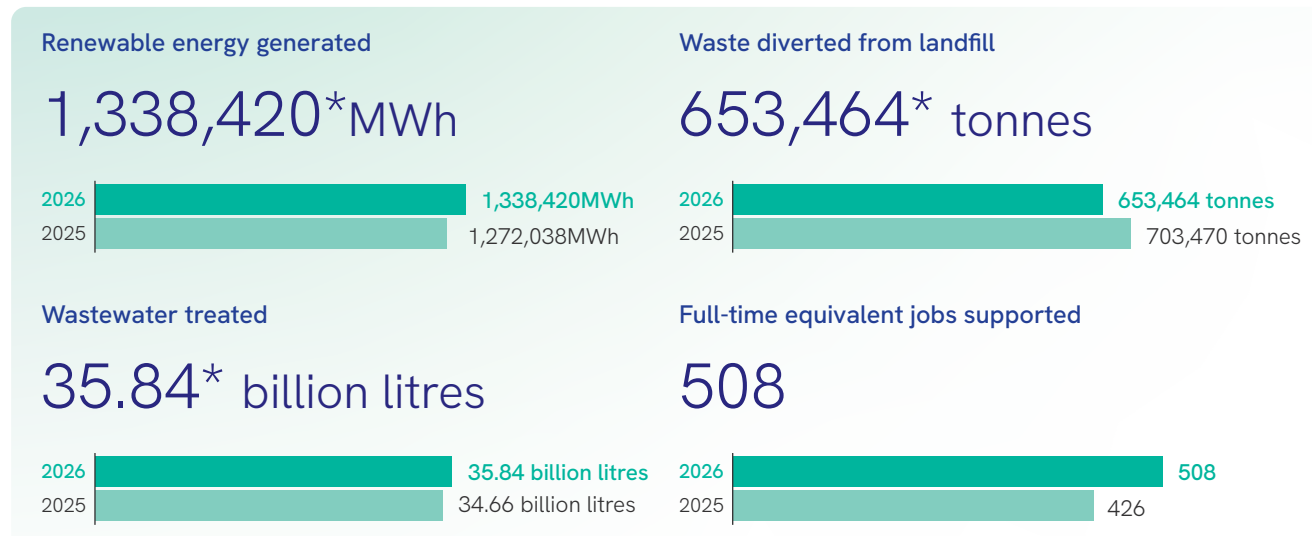 Renewable energy generated
1,338,420*MWh
2026 1,338,420MWh
2025 1,272,038MWh
Waste diverted from landfill
653,464* tonnes
2026 653,464 tonnes
2025 703,470 tonnes
Wastewater treated
35.84* billion litres
2026 35.84 billion litres
2025 34.66 billion litres
Full-time equivalent jobs supported
508
2026 508
2025 426